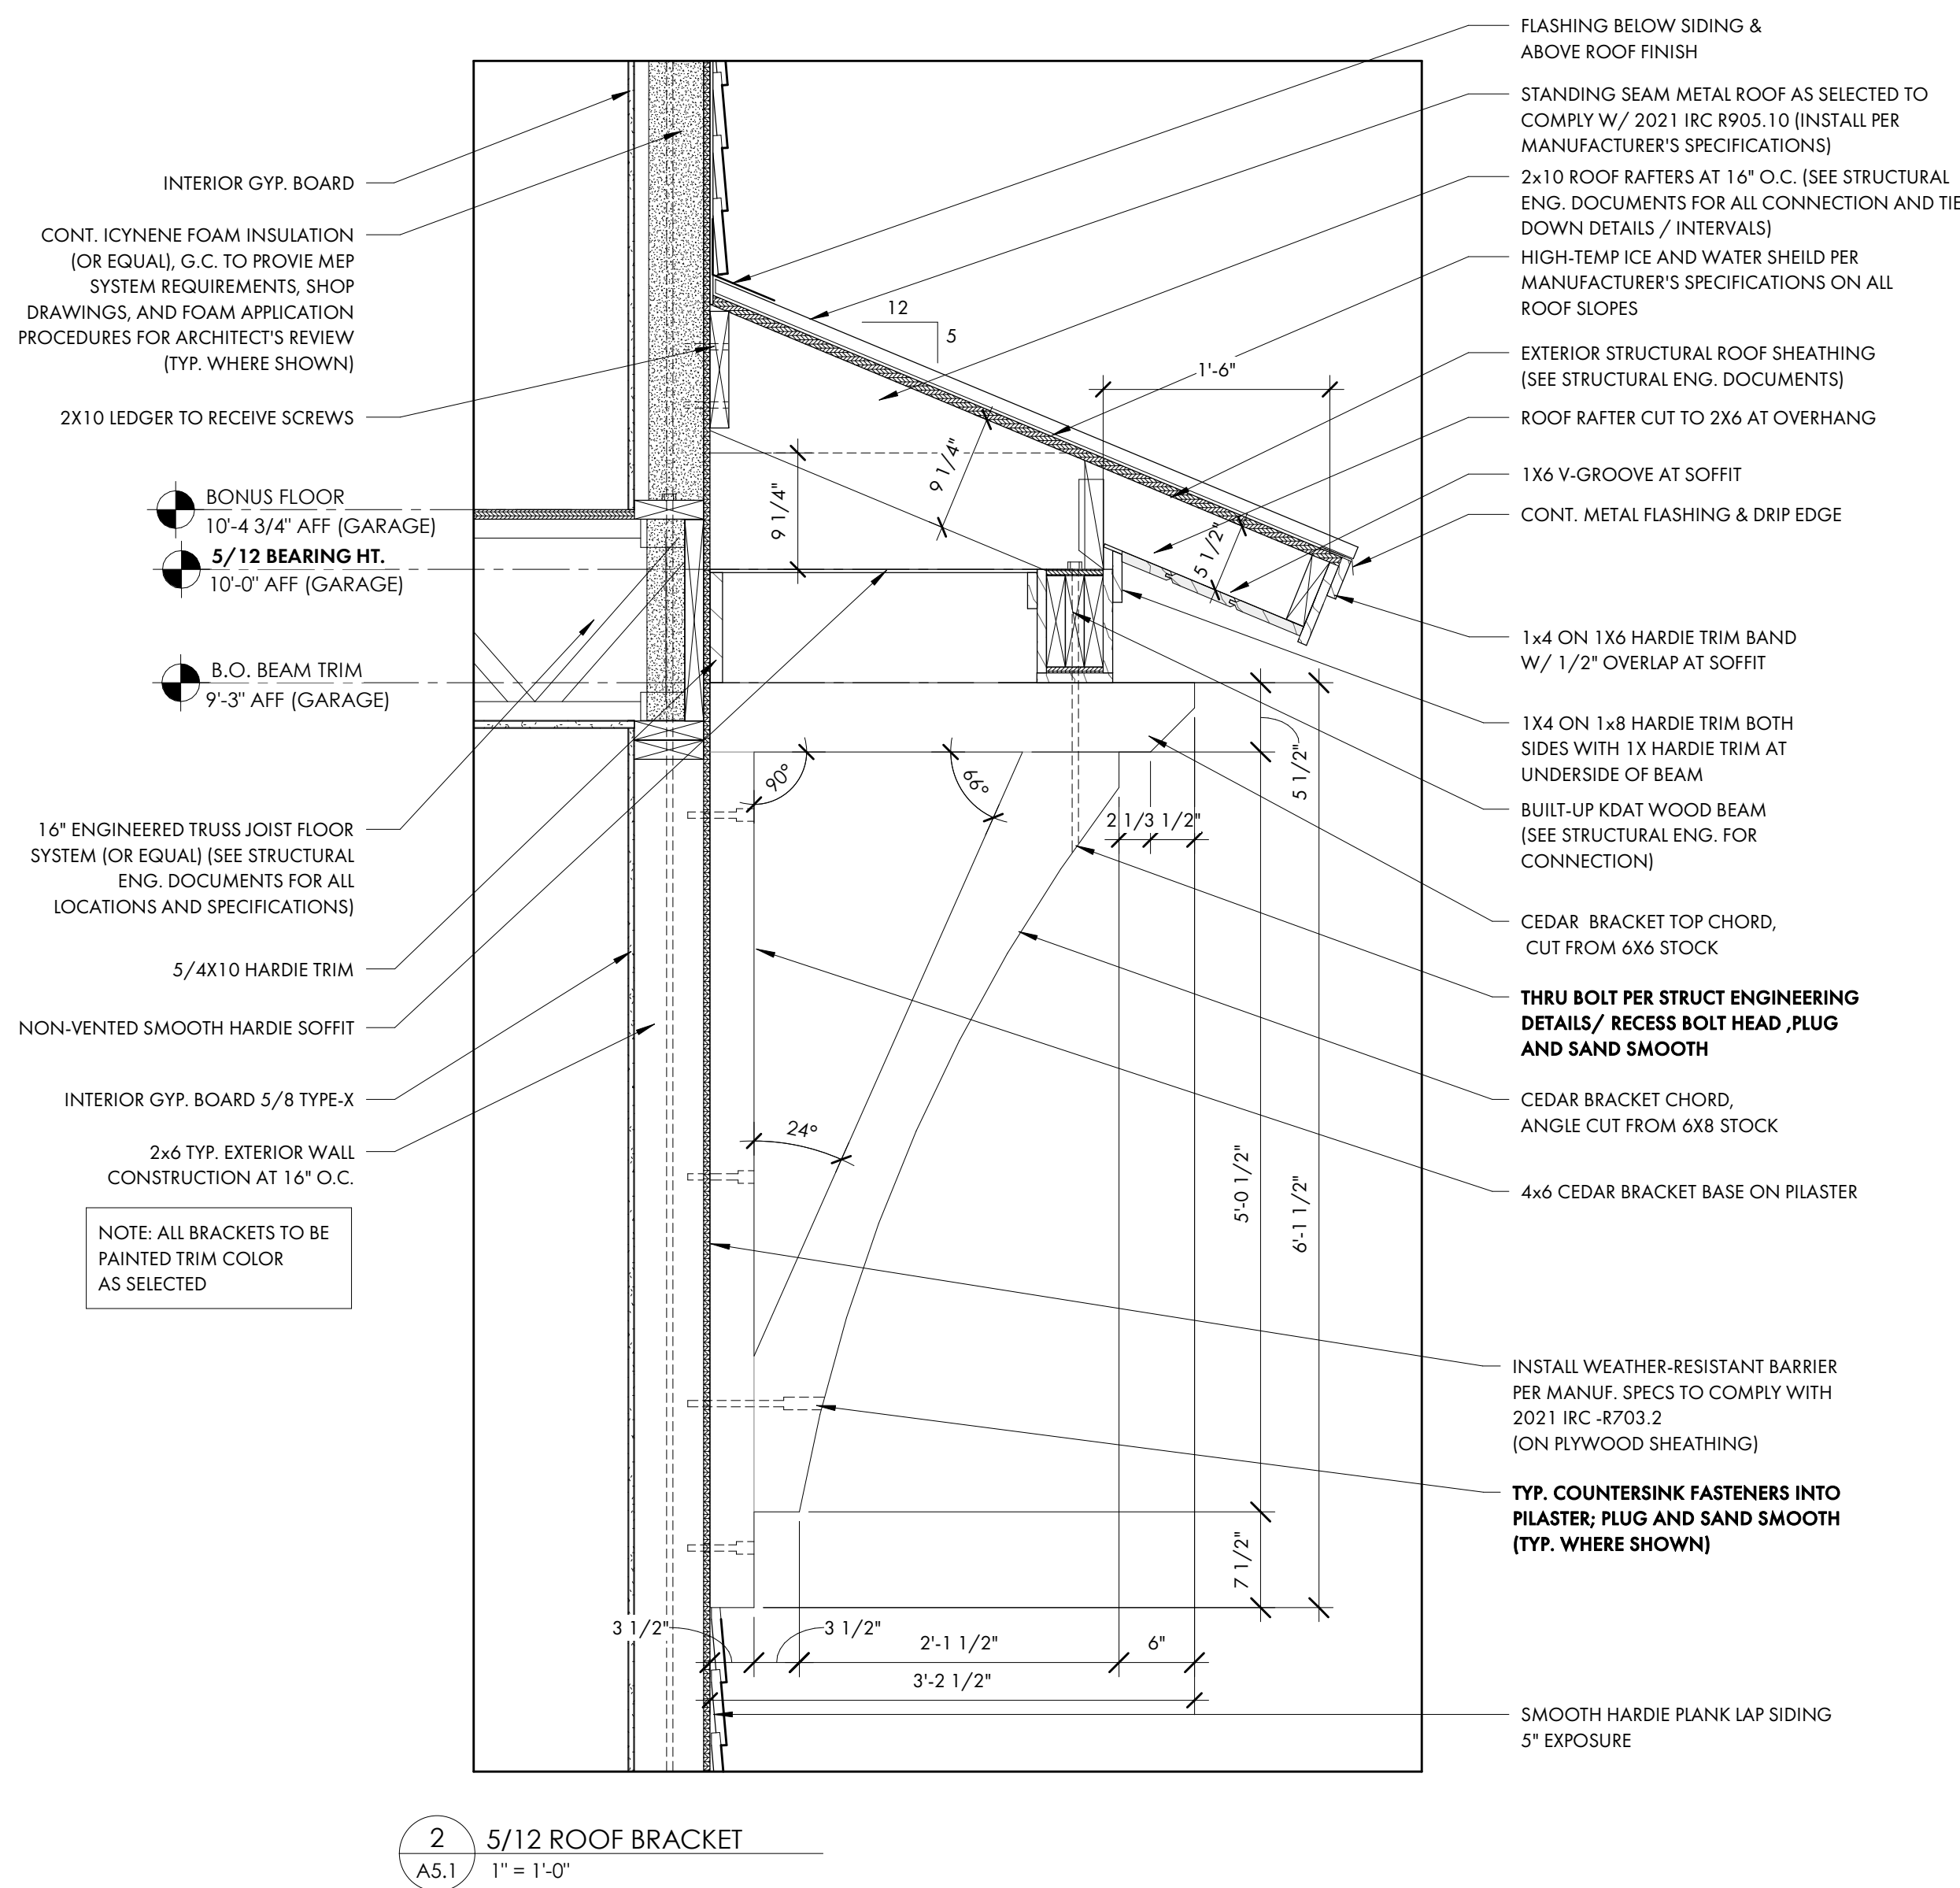 FLASHING BELOW SIDING &
ABOVE ROOF FINISH
STANDING SEAM METAL ROOF AS SELECTED TO
COMPLY W/ 2021 IRC R905.10 (INSTALL PER
MANUFACTURER'S SPECIFICATIONS)
2x10 ROOF RAFTERS AT 16" O.C. (SEE STRUCTURAL
ENG. DOCUMENTS FOR ALL CONNECTION AND TIE
DOWN DETAILS / INTERVALS)
HIGH-TEMP ICE AND WATER SHEILD PER
MANUFACTURER'S SPECIFICATIONS ON ALL
ROOF SLOPES
EXTERIOR STRUCTURAL ROOF SHEATHING
(SEE STRUCTURAL ENG. DOCUMENTS)
ROOF RAFTER CUT TO 2X6 AT OVERHANG
1X6 V-GROOVE AT SOFFIT
CONT. METAL FLASHING & DRIP EDGE
1x4 ON 1X6 HARDIE TRIM BAND
W/ 1/2" OVERLAP AT SOFFIT
1X4 ON 1x8 HARDIE TRIM BOTH
SIDES WITH 1X HARDIE TRIM AT
UNDERSIDE OF BEAM
BUILT-UP KDAT WOOD BEAM
(SEE STRUCTURAL ENG. FOR
CONNECTION)
CEDAR BRACKET TOP CHORD,
CUT FROM 6X6 STOCK
THRU BOLT PER STRUCT ENGINEERING
DETAILS/ RECESS BOLT HEAD ,PLUG
AND SAND SMOOTH
CEDAR BRACKET CHORD,
ANGLE CUT FROM 6X8 STOCK
4x6 CEDAR BRACKET BASE ON PILASTER
INSTALL WEATHER-RESISTANT BARRIER
PER MANUF. SPECS TO COMPLY WITH
2021 IRC -R703.2
(ON PLYWOOD SHEATHING)
TYP. COUNTERSINK FASTENERS INTO
PILASTER; PLUG AND SAND SMOOTH
(TYP. WHERE SHOWN)
SMOOTH HARDIE PLANK LAP SIDING
5" EXPOSURE
INTERIOR GYP. BOARD
CONT. ICYNENE FOAM INSULATION
(OR EQUAL), G.C. TO PROVIE MEP
SYSTEM REQUIREMENTS, SHOP
DRAWINGS, AND FOAM APPLICATION
PROCEDURES FOR ARCHITECT'S REVIEW
(TYP. WHERE SHOWN)
2X10 LEDGER TO RECEIVE SCREWS
BONUS FLOOR
10'-4 3/4" AFF (GARAGE)
5/12 BEARING HT.
10'-0" AFF (GARAGE)
B.O. BEAM TRIM
9'-3" AFF (GARAGE)
16" ENGINEERED TRUSS JOIST FLOOR
SYSTEM (OR EQUAL) (SEE STRUCTURAL
ENG. DOCUMENTS FOR ALL
LOCATIONS AND SPECIFICATIONS)
5/4X10 HARDIE TRIM
NON-VENTED SMOOTH HARDIE SOFFIT
INTERIOR GYP. BOARD 5/8 TYPE-X
2x6 TYP. EXTERIOR WALL
CONSTRUCTION AT 16" O.C.
NOTE: ALL BRACKETS TO BE
PAINTED TRIM COLOR
AS SELECTED
12
5
1'-6"
9 1/4"
9 1/4"
5 1/2"
90°
66°
24°
2 1/3 1/2"
5 1/2"
5'-0 1/2"
6'-1 1/2"
7 1/2"
3 1/2"
3 1/2"
2'-1 1/2"
6"
3'-2 1/2"
2
A5.1
5/12 ROOF BRACKET
1" = 1'-0"